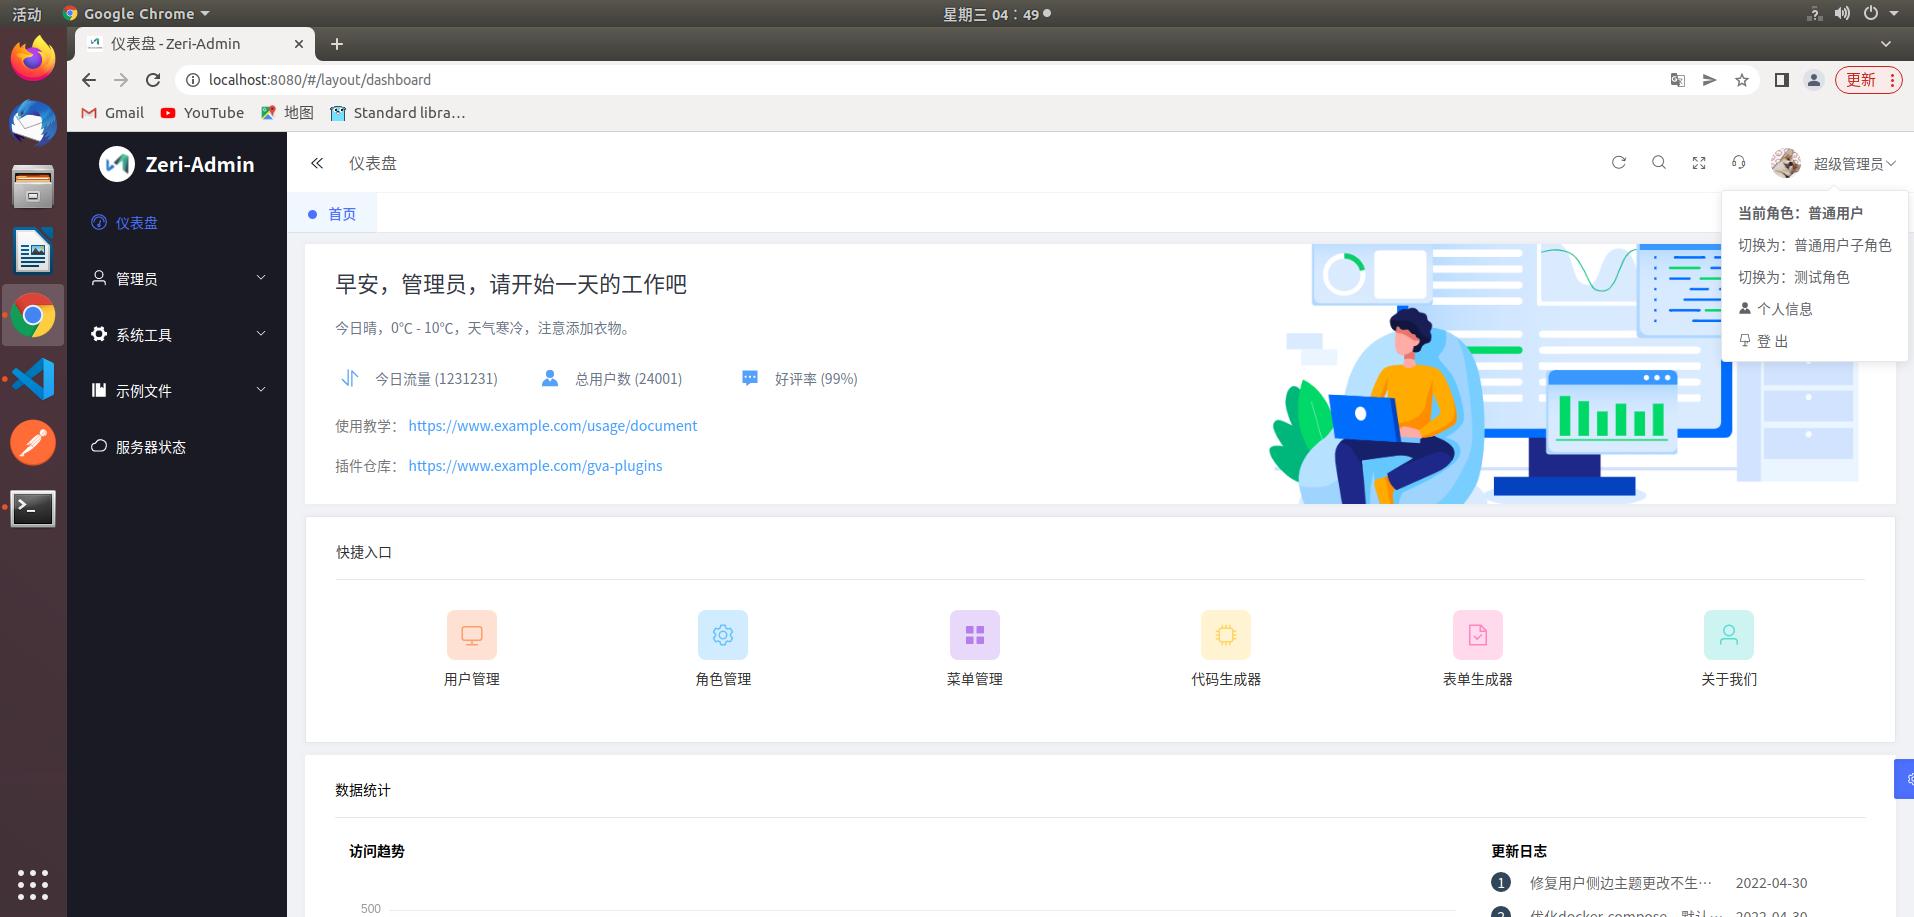 活动
Google Chrome
星期三 04：49
仪表盘 - Zeri-Admin
localhost:8080/#/layout/dashboard
更新
Gmail
YouTube
地图
Standard libra…
Zeri-Admin
仪表盘
超级管理员
仪表盘
首页
当前角色：普通用户
切换为：普通用户子角色
切换为：测试角色
个人信息
登 出
管理员
系统工具
示例文件
服务器状态
早安，管理员，请开始一天的工作吧
今日晴，0℃ - 10℃，天气寒冷，注意添加衣物。
今日流量 (1231231)
总用户数 (24001)
好评率 (99%)
使用教学： https://www.example.com/usage/document
插件仓库： https://www.example.com/gva-plugins
快捷入口
用户管理
角色管理
菜单管理
代码生成器
表单生成器
关于我们
数据统计
访问趋势
500
更新日志
1 修复用户侧边主题更改不生… 2022-04-30
2 优化docker-compose，默认… 2022-04-30